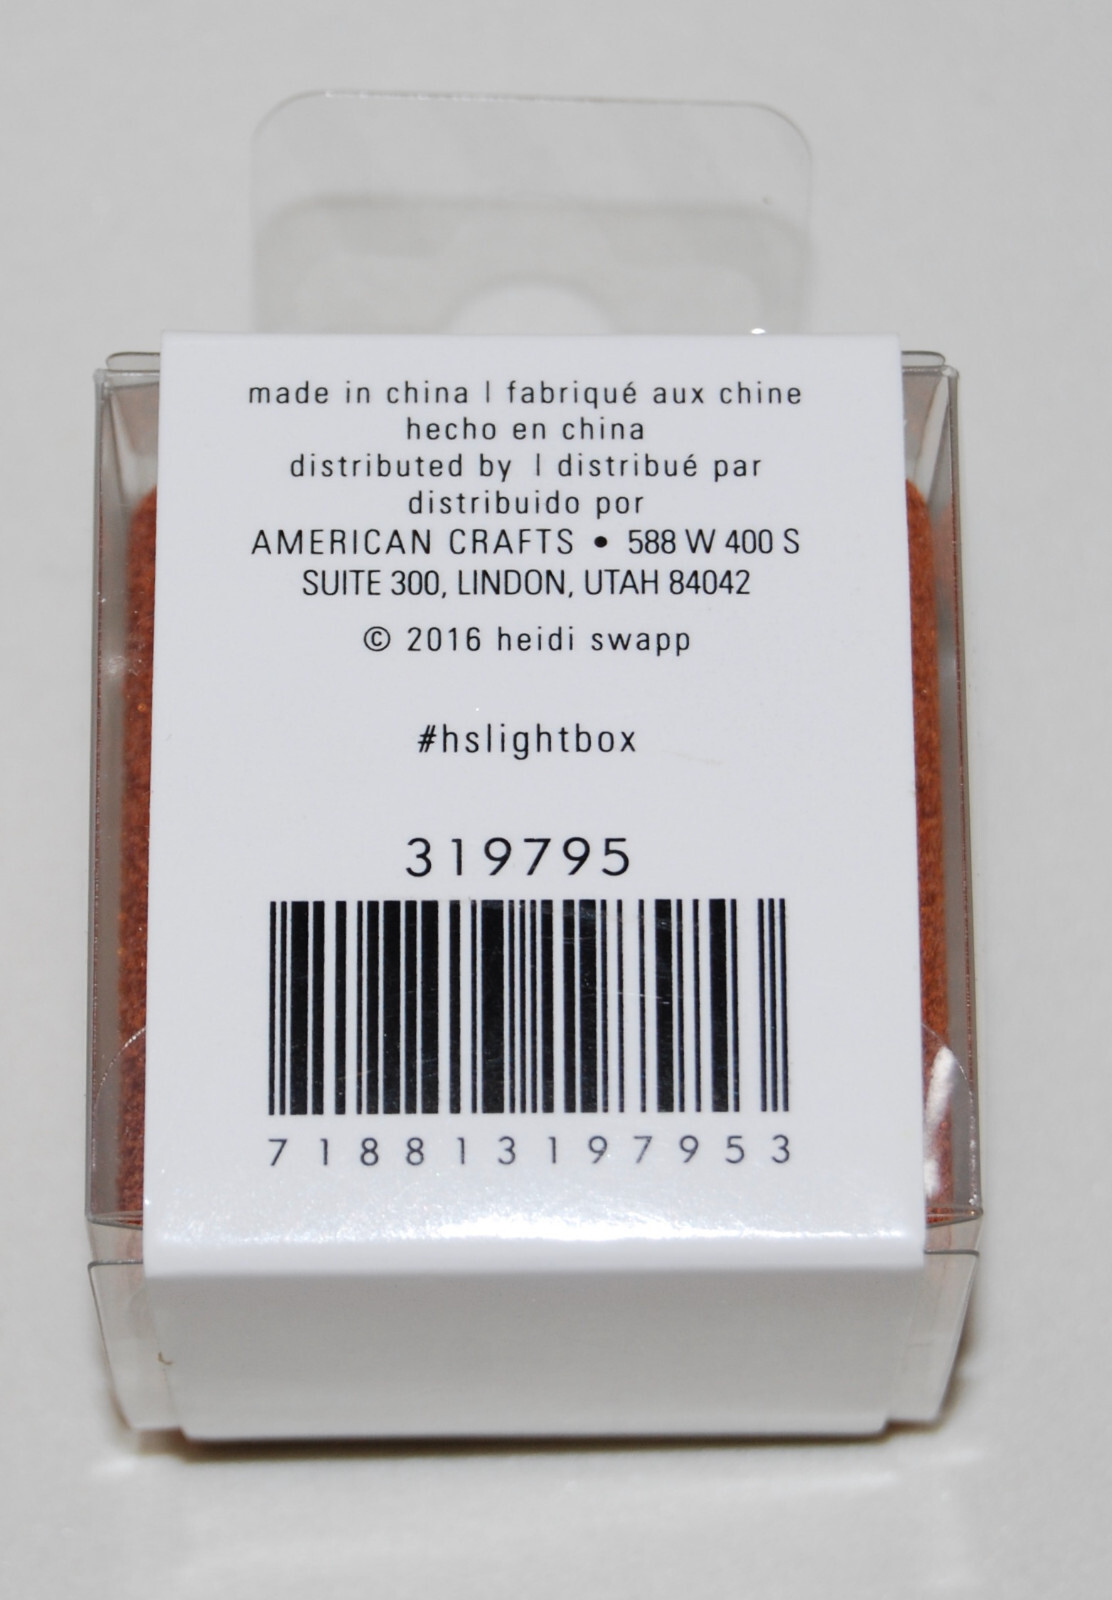 made in china | fabriqué aux chine
hecho en china
distributed by | distribué par
distribuido por
AMERICAN CRAFTS • 588 W 400 S
SUITE 300, LINDON, UTAH 84042
© 2016 heidi swapp
#hslightbox
319795
7 1 8 8 1 3 1 9 7 9 5 3